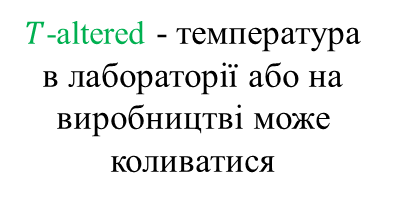 T-altered - температура
в лабораторії або на
виробництві може
коливатися